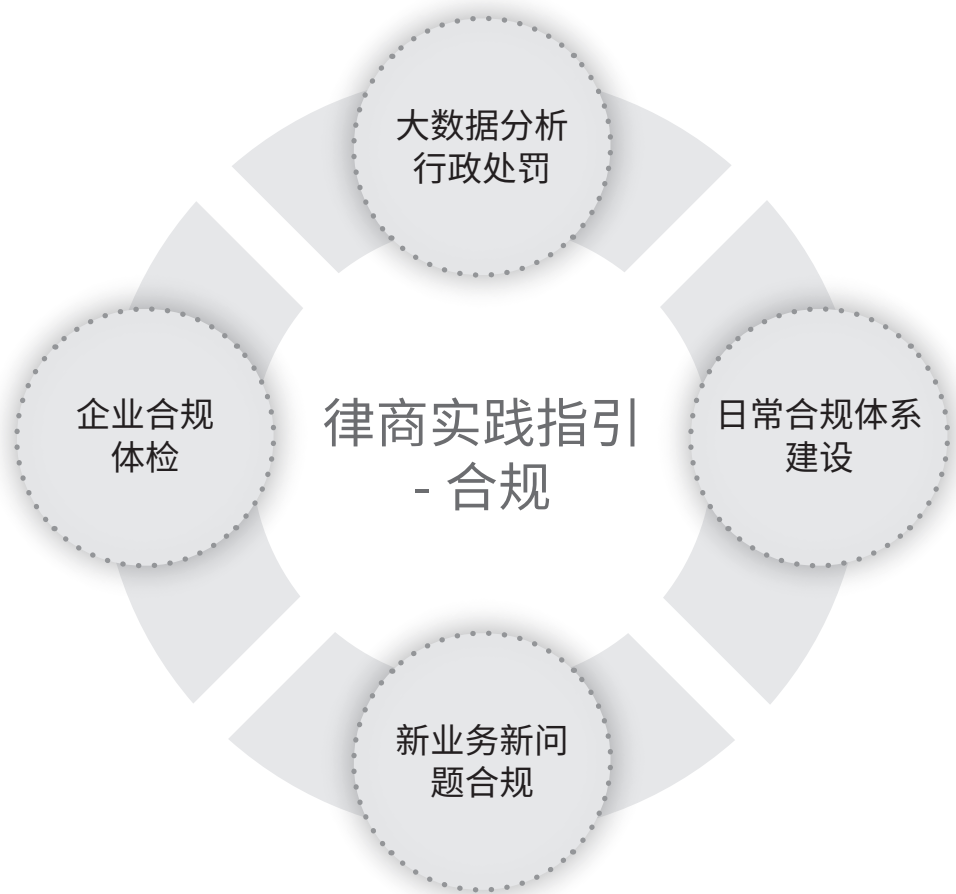 大数据分析
行政处罚
企业合规
体检
律商实践指引
- 合规
日常合规体系
建设
新业务新问
题合规